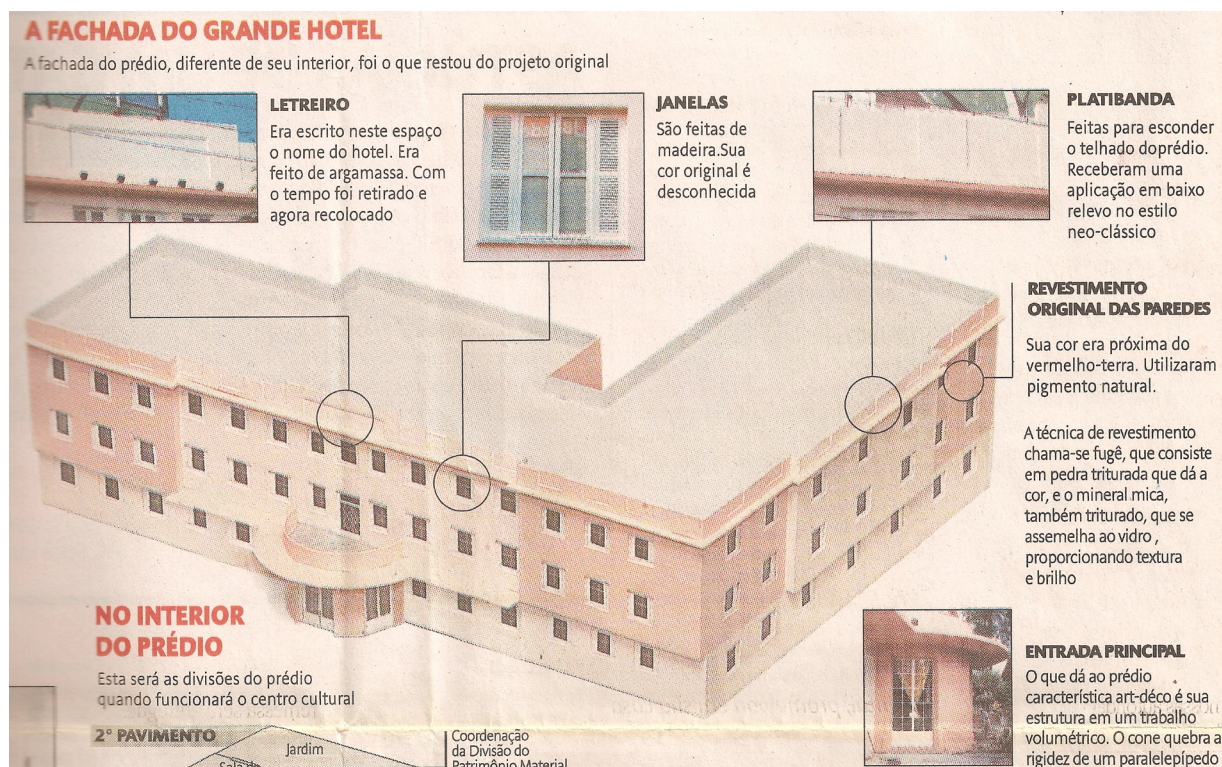 A FACHADA DO GRANDE HOTEL
A fachada do prédio, diferente de seu interior, foi o que restou do projeto original
LETREIRO
Era escrito neste espaço
o nome do hotel. Era
feito de argamassa. Com
o tempo foi retirado e
agora recolocado
JANELAS
São feitas de
madeira.Sua
cor original é
desconhecida
PLATIBANDA
Feitas para esconder
o telhado doprédio.
Receberam uma
aplicação em baixo
relevo no estilo
neo-clássico
REVESTIMENTO
ORIGINAL DAS PAREDES
Sua cor era próxima do
vermelho-terra. Utilizaram
pigmento natural.
A técnica de revestimento
chama-se fugê, que consiste
em pedra triturada que dá a
cor, e o mineral mica,
também triturado, que se
assemelha ao vidro ,
proporcionando textura
e brilho
NO INTERIOR
DO PRÉDIO
Esta será as divisões do prédio
quando funcionará o centro cultural
2° PAVIMENTO
Jardim
Coordenação
da Divisão do
Patrimônio Material
ENTRADA PRINCIPAL
O que dá ao prédio
característica art-déco é sua
estrutura em um trabalho
volumétrico. O cone quebra a
rigidez de um paralelepípedo